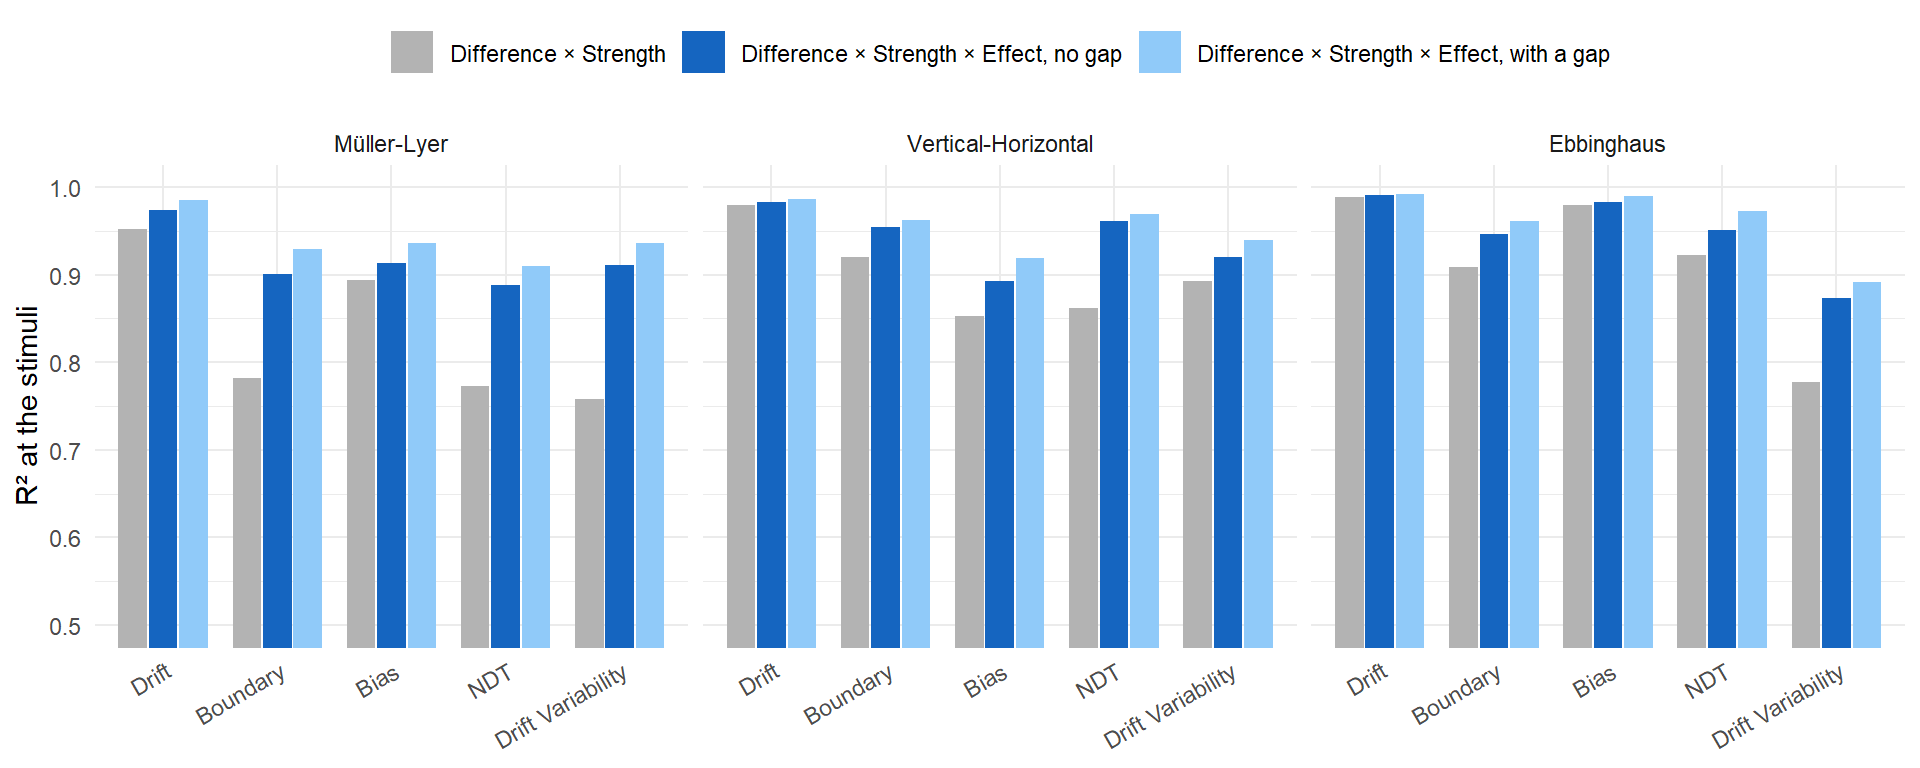 Difference × Strength
Difference × Strength × Effect, no gap
Difference × Strength × Effect, with a gap
Müller-Lyer
Vertical-Horizontal
Ebbinghaus
R² at the stimuli
1.0
0.9
0.8
0.7
0.6
0.5
Drift
Boundary
Bias
NDT
Drift Variability
Drift
Boundary
Bias
NDT
Drift Variability
Drift
Boundary
Bias
NDT
Drift Variability